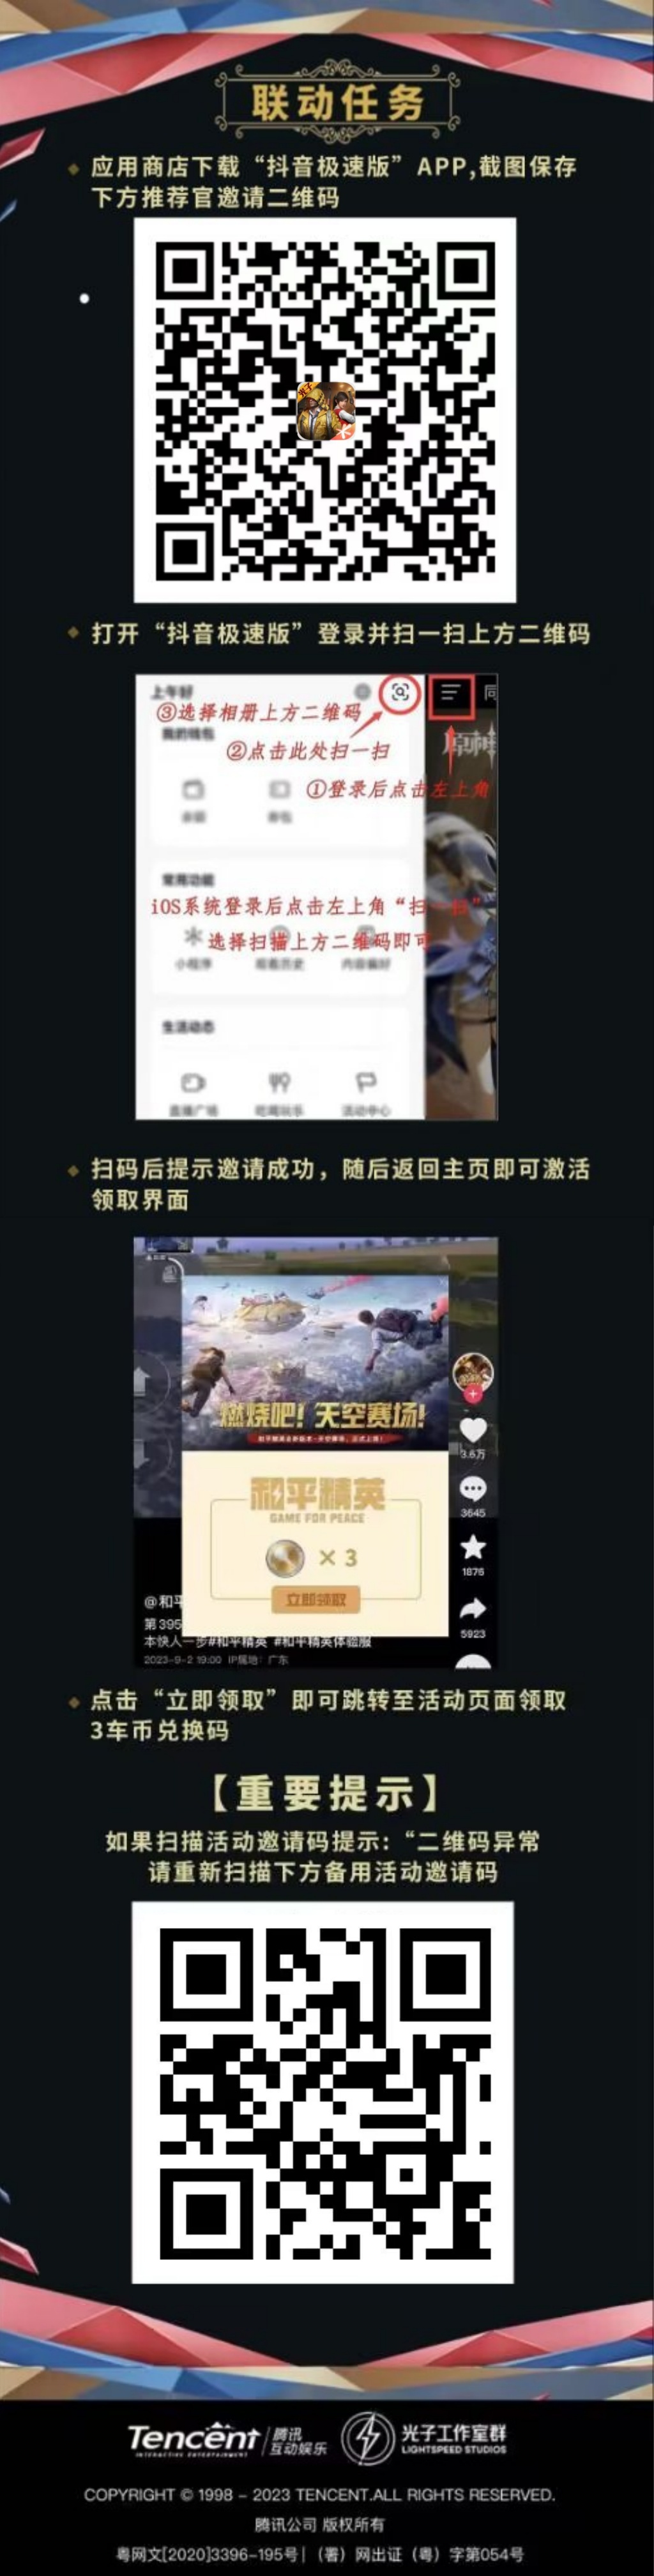 联动任务
应用商店下载“抖音极速版”APP,截图保存
下方推荐官邀请二维码
打开“抖音极速版”登录并扫一扫上方二维码
上午好
③选择相册上方二维码
我的钱包
原神
②点击此处扫一扫
①登录后点击左上角
常用功能
iOS系统登录后点击左上角“扫一扫”
选择扫描上方二维码即可
小程序
观看历史
内容偏好
生活动态
直播广场
吃喝玩乐
活动中心
扫码后提示邀请成功，随后返回主页即可激活
领取界面
燃烧吧！天空赛场!
3.6万
和平精英
GAME FOR PEACE
3645
× 3
1876
立即领取
@和平
第395
5923
本快人一步#和平精英 #和平精英体验服
2023-9-2 19:00 IP属地：广东
点击“立即领取”即可跳转至活动页面领取
3车币兑换码
【重要提示】
如果扫描活动邀请码提示:“二维码异常
请重新扫描下方备用活动邀请码
Tencent 腾讯
互动娱乐
INTERACTIVE ENTERTAINMENT
光子工作室群
LIGHTSPEED STUDIOS
COPYRIGHT © 1998 – 2023 TENCENT.ALL RIGHTS RESERVED.
腾讯公司 版权所有
粤网文[2020]3396-195号 | （署）网出证（粤）字第054号